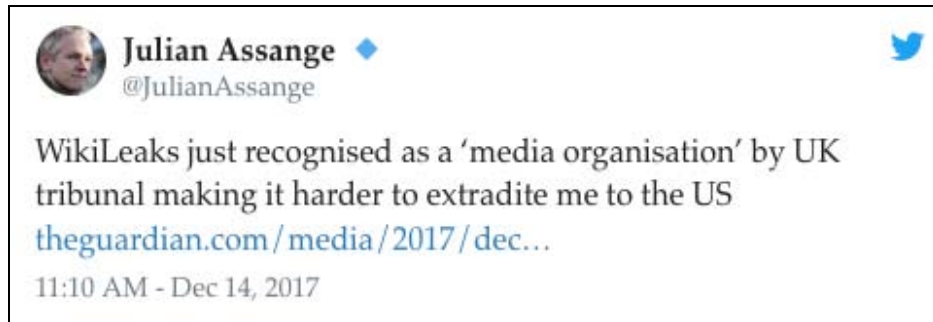 Julian Assange
@JulianAssange
WikiLeaks just recognised as a ‘media organisation’ by UK
tribunal making it harder to extradite me to the US
theguardian.com/media/2017/dec…
11:10 AM - Dec 14, 2017